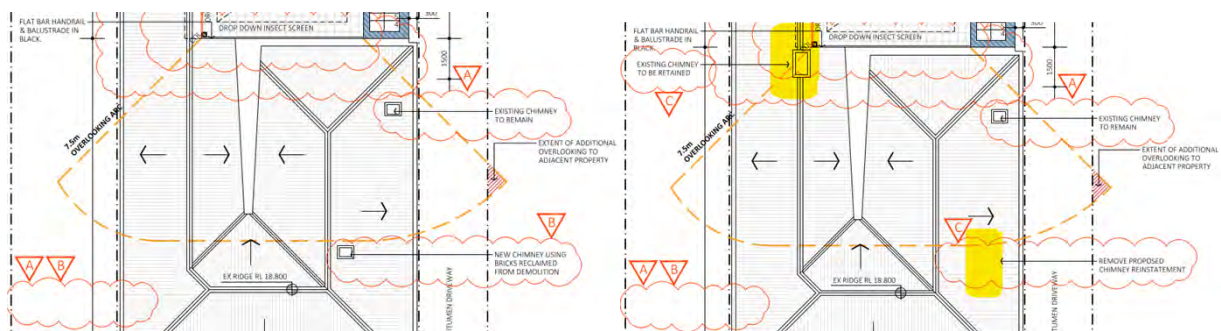 FLAT BAR HANDRAIL
& BALUSTRADE IN
BLACK.
DROP DOWN INSECT SCREEN
1500
A
EXISTING CHIMNEY
TO REMAIN
7.5m
OVERLOOKING ARC
EXTENT OF ADDITIONAL
OVERLOOKING TO
ADJACENT PROPERTY
B
NEW CHIMNEY USING
BRICKS RECLAIMED
FROM DEMOLITION
A B
EX RIDGE RL 18.800
TUMEN DRIVEWAY
FLAT BAR HANDRAIL
& BALUSTRADE IN
BLACK.
DROP DOWN INSECT SCREEN
EXISTING CHIMNEY
TO BE RETAINED
C
1500
A
EXISTING CHIMNEY
TO REMAIN
7.5m
OVERLOOKING ARC
EXTENT OF ADDITIONAL
OVERLOOKING TO
ADJACENT PROPERTY
C
REMOVE PROPOSED
CHIMNEY REINSTATEMENT
A B
EX RIDGE RL 18.800
TUMEN DRIVEWAY